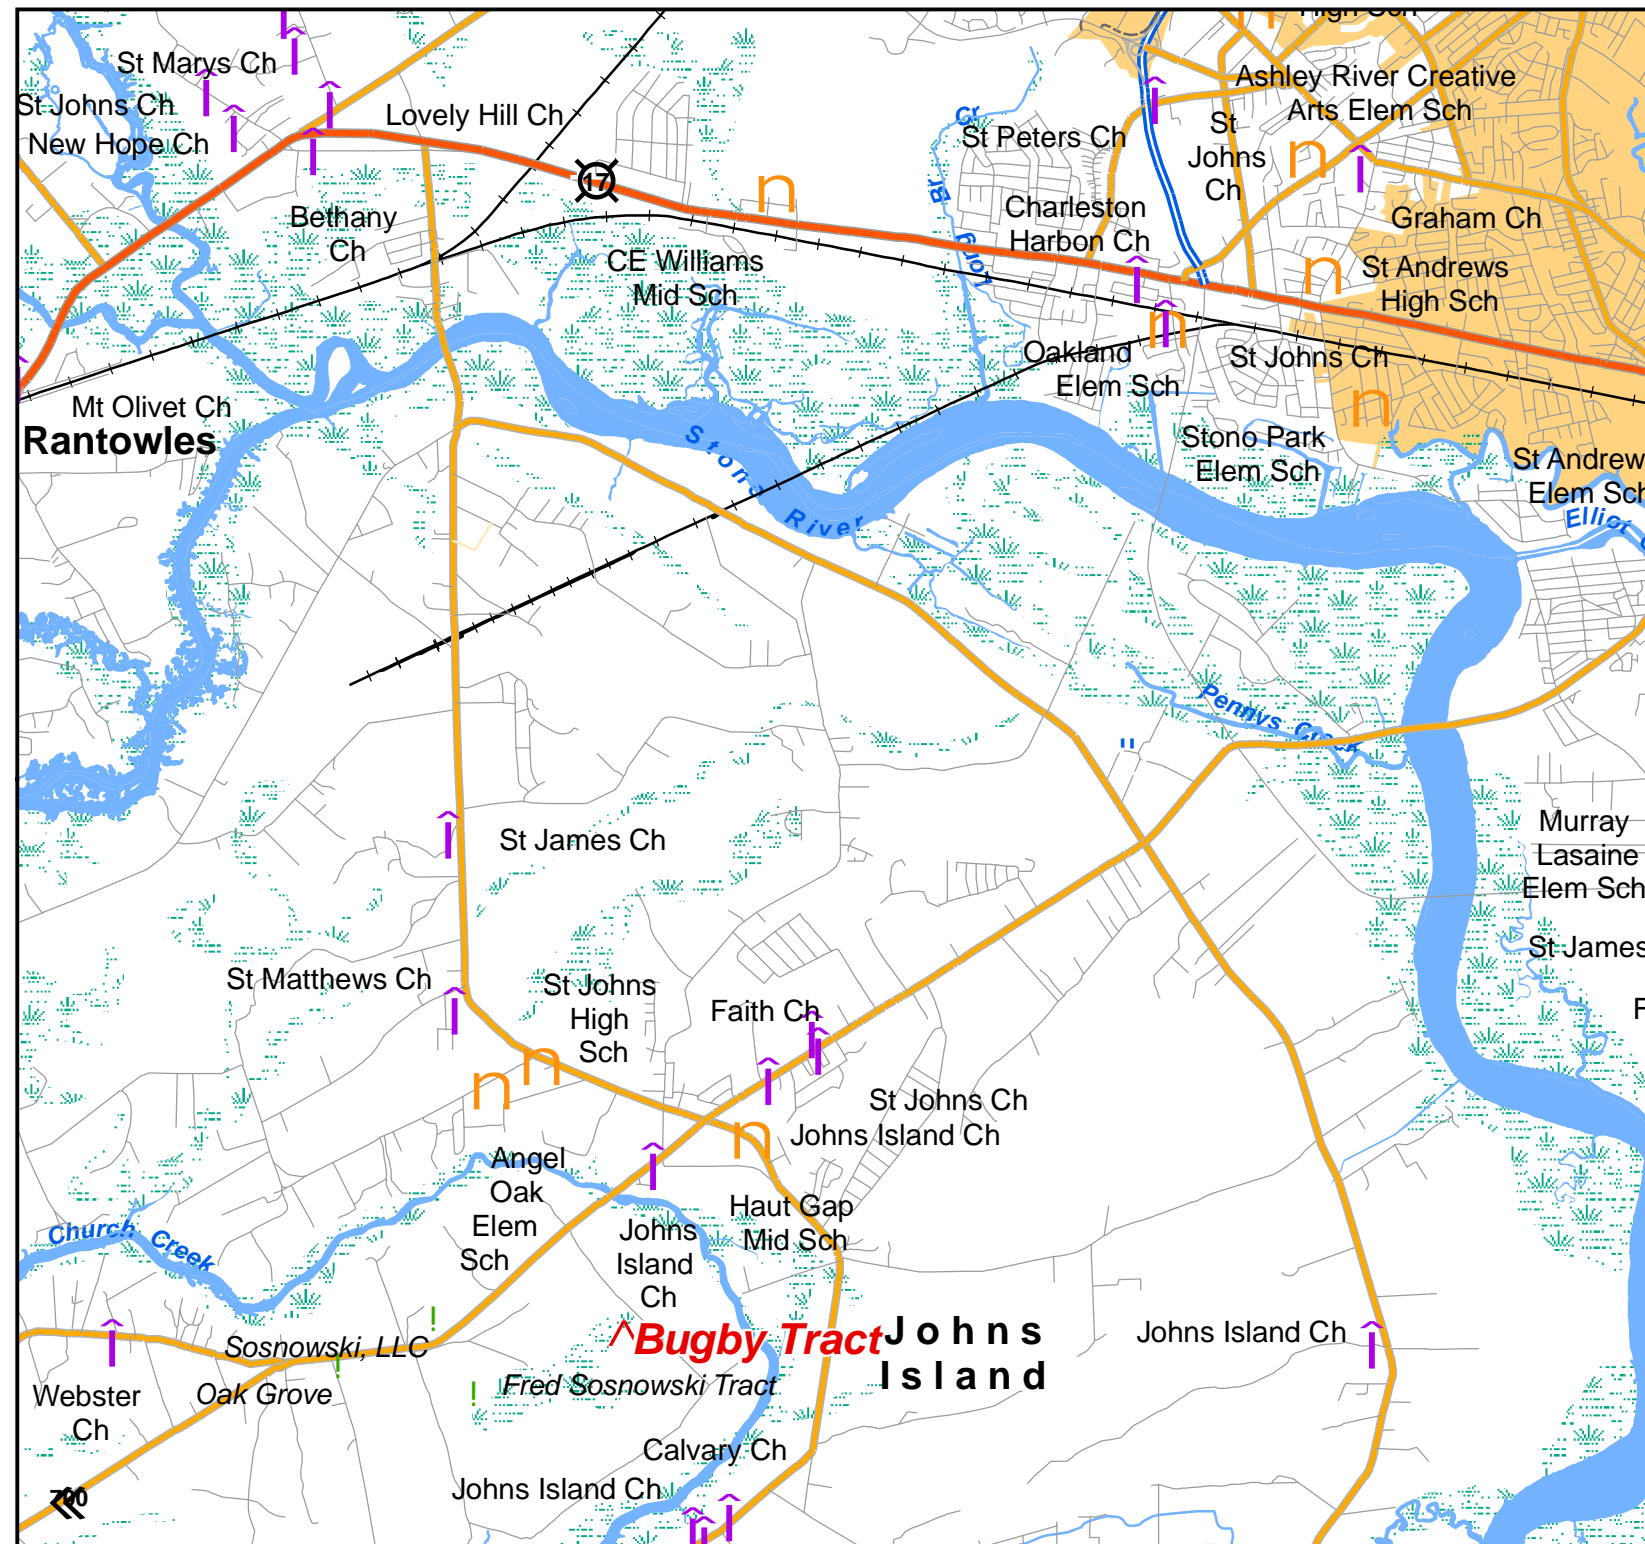 High Sch
St Marys Ch
St Johns Ch
New Hope Ch
Lovely Hill Ch
Ashley River Creative
Arts Elem Sch
St Peters Ch
Cr
Br
Long
St
Johns
Ch
17
Bethany
Ch
Charleston
Harbon Ch
Graham Ch
CE Williams
Mid Sch
St Andrews
High Sch
Oakland
Elem Sch
St Johns Ch
Mt Olivet Ch
Rantowles
Stono
River
Stono Park
Elem Sch
St Andrew
Elem Sch
Elliot
Pennys Creek
St James Ch
Murray
Lasaine
Elem Sch
St James
St Matthews Ch
St Johns
High
Sch
Faith Ch
St Johns Ch
Johns Island Ch
Angel
Oak
Elem
Sch
Haut Gap
Mid Sch
Johns
Island
Ch
Church Creek
Sosnowski, LLC
^Bugby Tract
Johns
Island
Johns Island Ch
Fred Sosnowski Tract
Oak Grove
Webster
Ch
Calvary Ch
Johns Island Ch
700